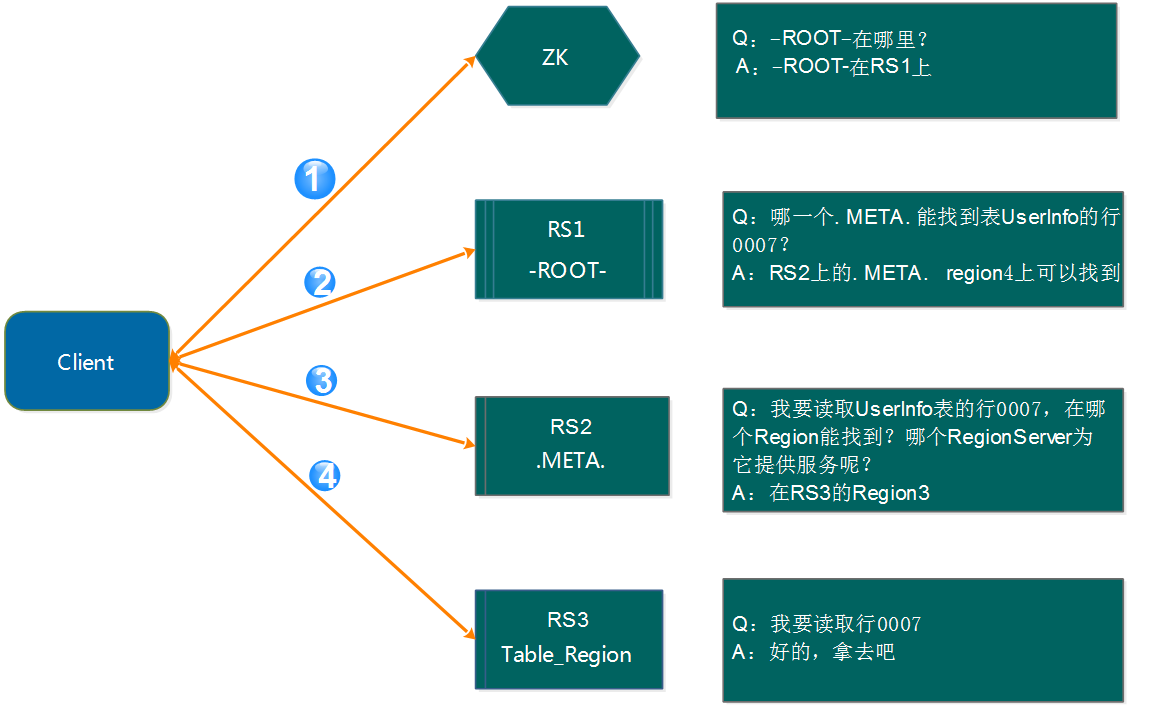 ZK
Q：-ROOT-在哪里？
A：-ROOT-在RS1上
1
RS1
-ROOT-
Q：哪一个.META.能找到表UserInfo的行
0007？
A：RS2上的.META. region4上可以找到
2
Client
3
RS2
.META.
Q：我要读取UserInfo表的行0007，在哪
个Region能找到？哪个RegionServer为
它提供服务呢？
A：在RS3的Region3
4
RS3
Table_Region
Q：我要读取行0007
A：好的，拿去吧